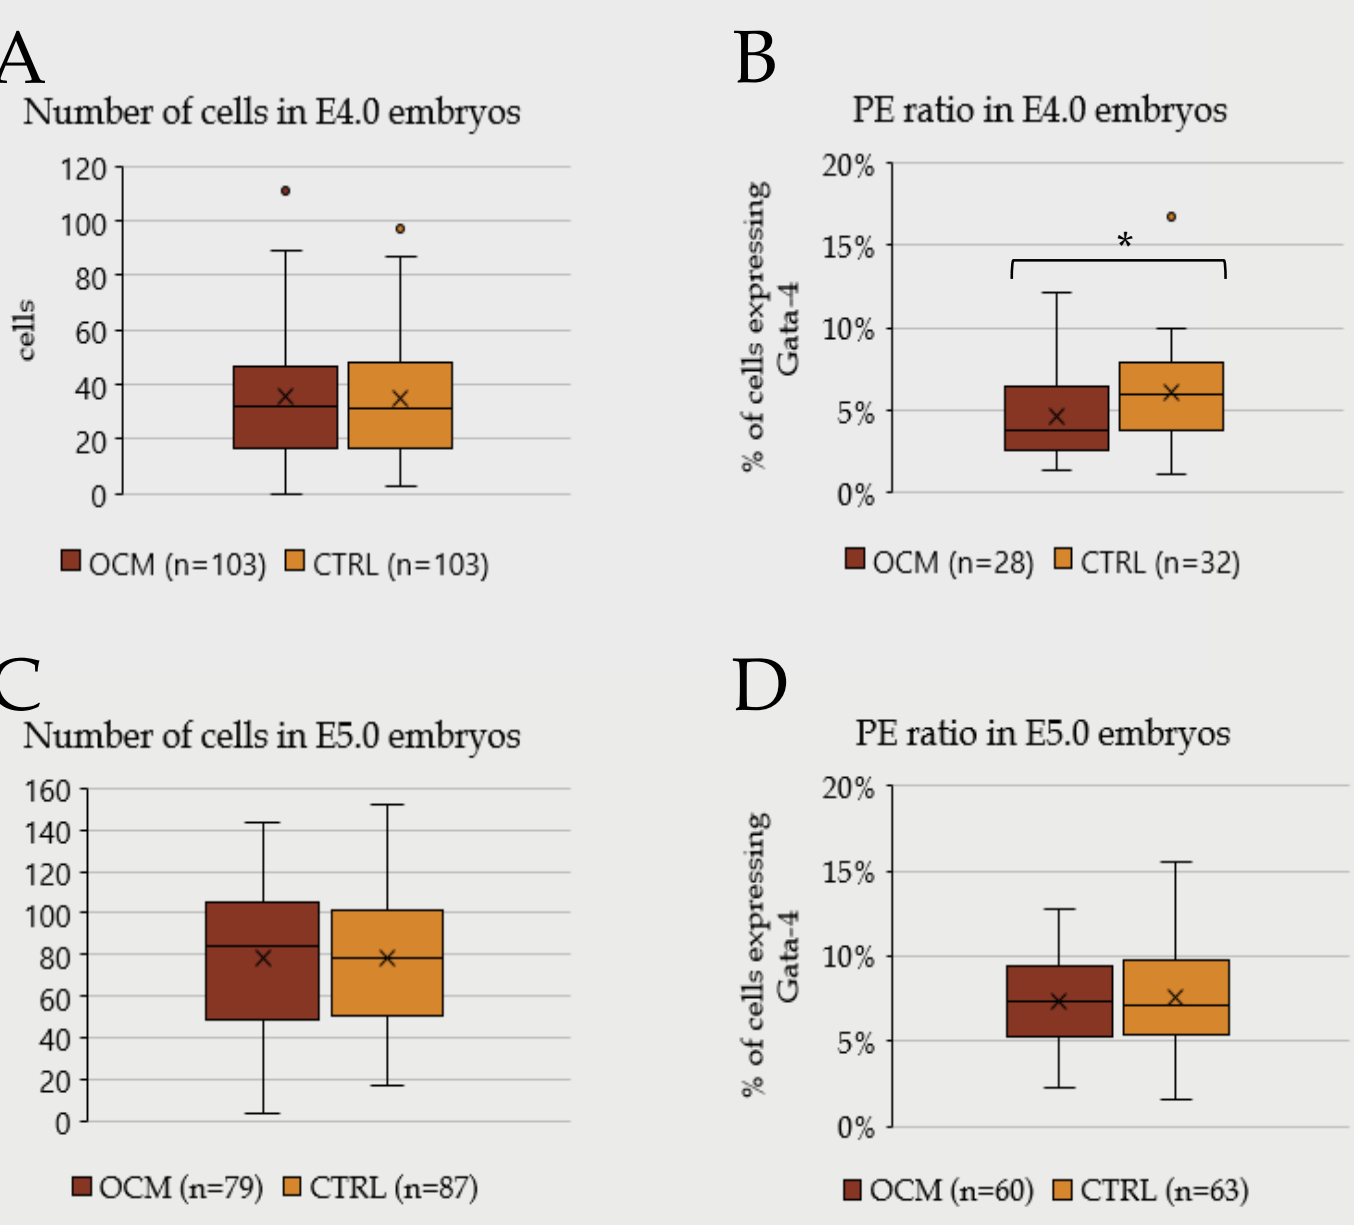 A
Number of cells in E4.0 embryos
120
100
80
60
40
20
0
cells
OCM (n=103) CTRL (n=103)
B
PE ratio in E4.0 embryos
20%
15%
10%
5%
0%
% of cells expressing
Gata-4
*
OCM (n=28) CTRL (n=32)
C
Number of cells in E5.0 embryos
160
140
120
100
80
60
40
20
0
OCM (n=79) CTRL (n=87)
D
PE ratio in E5.0 embryos
20%
15%
10%
5%
0%
% of cells expressing
Gata-4
OCM (n=60) CTRL (n=63)